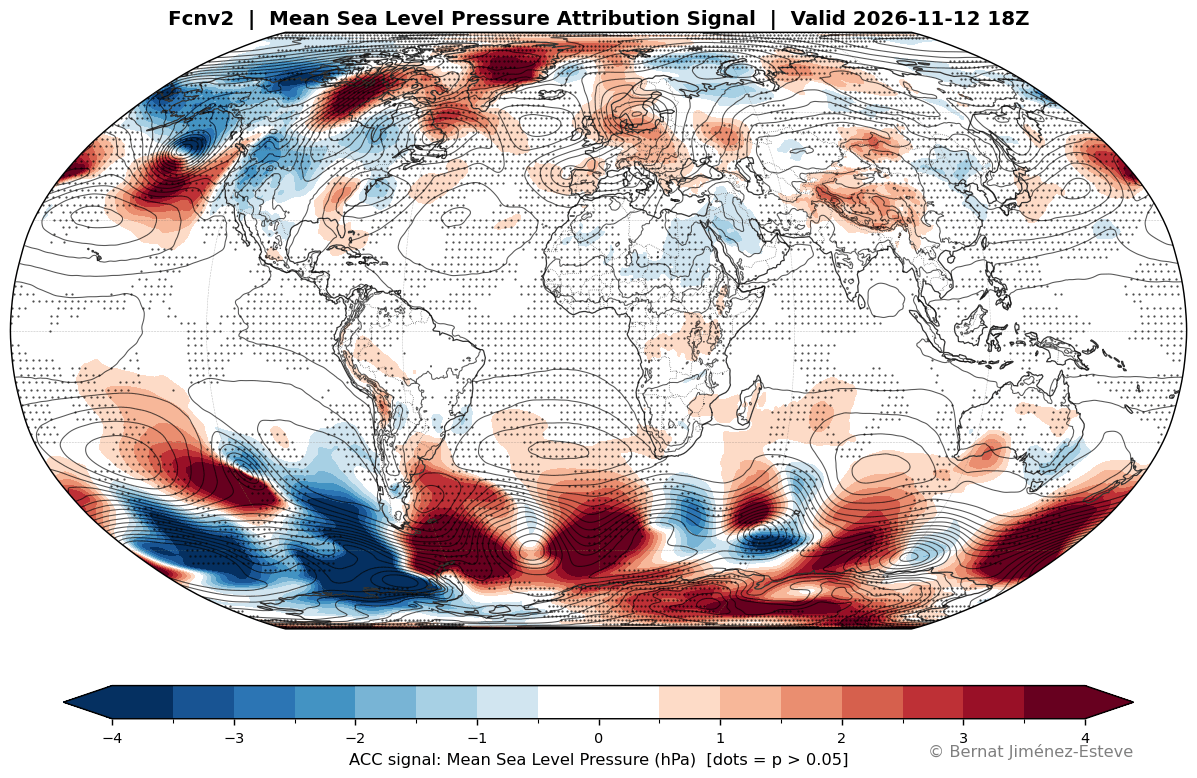 Fcnv2 | Mean Sea Level Pressure Attribution Signal | Valid 2026-11-12 18Z
−4 −3 −2 −1 0 1 2 3 4
ACC signal: Mean Sea Level Pressure (hPa) [dots = p > 0.05]
© Bernat Jiménez-Esteve